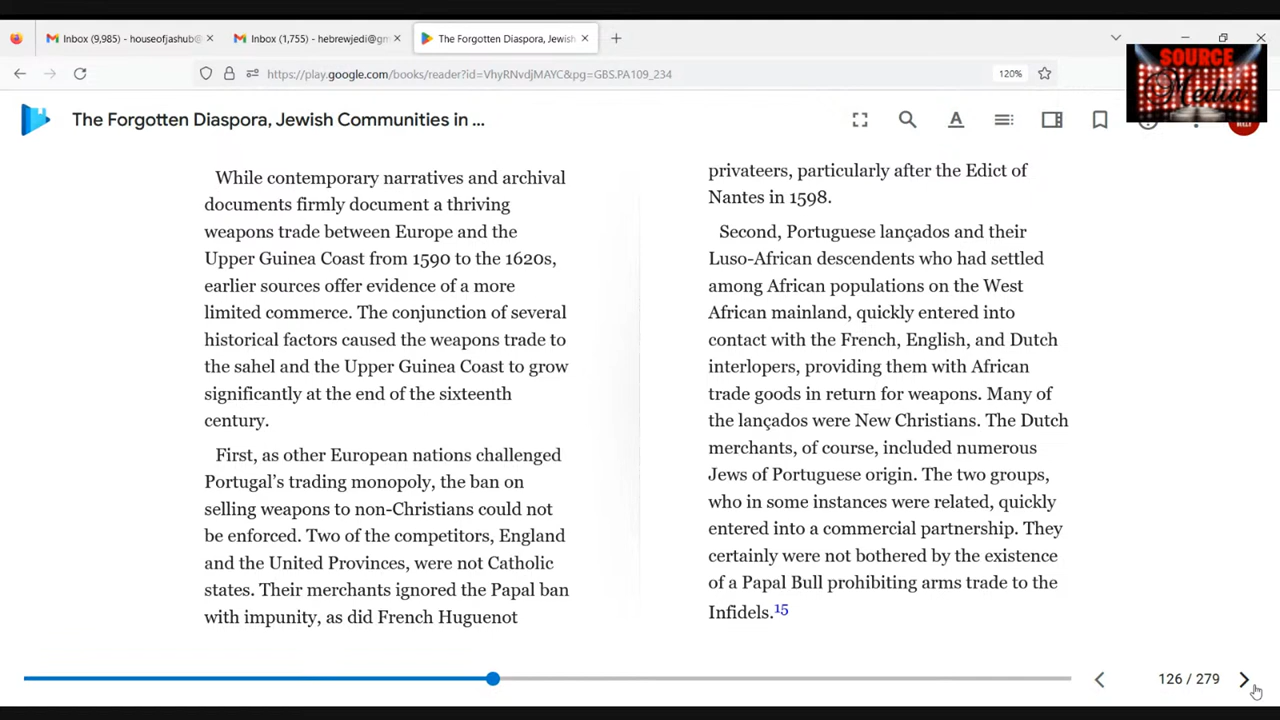 Inbox (9,985) - houseofjashub@
Inbox (1,755) - hebrewjedi@gm
The Forgotten Diaspora, Jewish
https://play.google.com/books/reader?id=VhyRNvdjMAYC&pg=GBS.PA109_234
120%
SOURCE
Media
The Forgotten Diaspora, Jewish Communities in ...
While contemporary narratives and archival
documents firmly document a thriving
weapons trade between Europe and the
Upper Guinea Coast from 1590 to the 1620s,
earlier sources offer evidence of a more
limited commerce. The conjunction of several
historical factors caused the weapons trade to
the sahel and the Upper Guinea Coast to grow
significantly at the end of the sixteenth
century.
First, as other European nations challenged
Portugal's trading monopoly, the ban on
selling weapons to non-Christians could not
be enforced. Two of the competitors, England
and the United Provinces, were not Catholic
states. Their merchants ignored the Papal ban
with impunity, as did French Huguenot
privateers, particularly after the Edict of
Nantes in 1598.
Second, Portuguese lançados and their
Luso-African descendents who had settled
among African populations on the West
African mainland, quickly entered into
contact with the French, English, and Dutch
interlopers, providing them with African
trade goods in return for weapons. Many of
the lançados were New Christians. The Dutch
merchants, of course, included numerous
Jews of Portuguese origin. The two groups,
who in some instances were related, quickly
entered into a commercial partnership. They
certainly were not bothered by the existence
of a Papal Bull prohibiting arms trade to the
Infidels.15
126 / 279